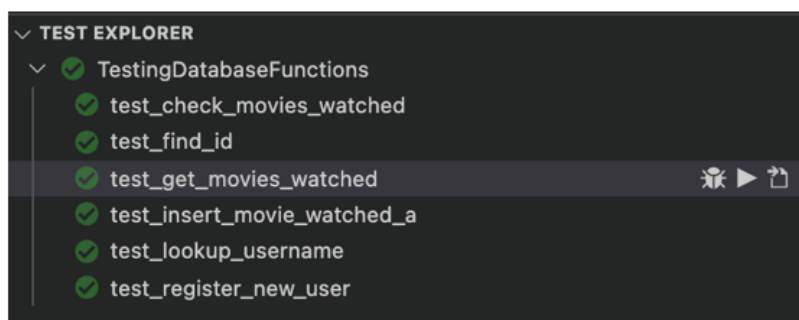 TEST EXPLORER
TestingDatabaseFunctions
test_check_movies_watched
test_find_id
test_get_movies_watched
test_insert_movie_watched_a
test_lookup_username
test_register_new_user